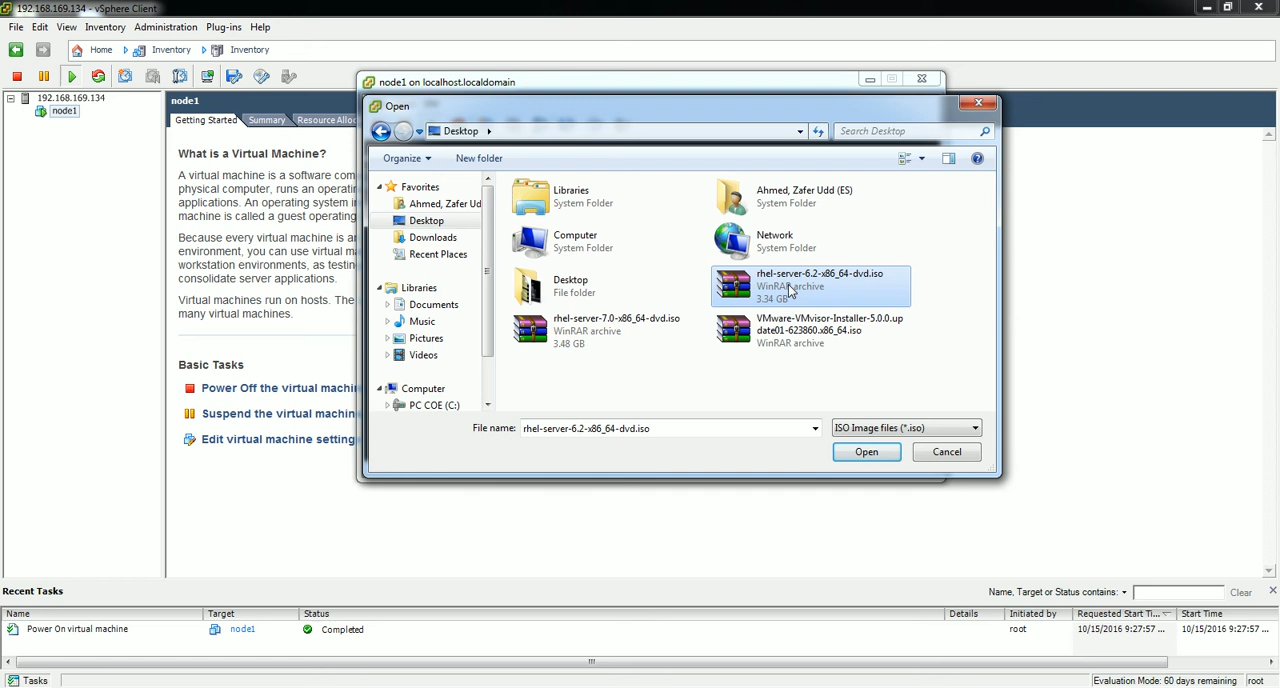 192.168.169.134 - vSphere Client
File Edit View Inventory Administration Plug-ins Help
Home Inventory Inventory
192.168.169.134
node1
node1
Getting Started Summary Resource Alloc
What is a Virtual Machine?
A virtual machine is a software com
physical computer, runs an operatin
applications. An operating system in
machine is called a guest operating
Because every virtual machine is an
environment, you can use virtual ma
workstation environments, as testing
consolidate server applications.
Virtual machines run on hosts. The
many virtual machines.
Basic Tasks
Power Off the virtual machin
Suspend the virtual machine
Edit virtual machine setting
node1 on localhost.localdomain
Open
Desktop
Search Desktop
Organize New folder
Favorites
Ahmed, Zafer Ud
Desktop
Downloads
Recent Places
Libraries
Documents
Music
Pictures
Videos
Computer
PC COE (C:)
Libraries
System Folder
Ahmed, Zafer Udd (ES)
System Folder
Computer
System Folder
Network
System Folder
Desktop
File folder
rhel-server-6.2-x86_64-dvd.iso
WinRAR archive
3.34 GB
rhel-server-7.0-x86_64-dvd.iso
WinRAR archive
3.48 GB
VMware-VMvisor-Installer-5.0.0.up
date01-623860.x86_64.iso
WinRAR archive
File name: rhel-server-6.2-x86_64-dvd.iso
ISO Image files (*.iso)
Open Cancel
Recent Tasks
Name, Target or Status contains: Clear
Name Target Status Details Initiated by Requested Start Ti... Start Time
Power On virtual machine node1 Completed root 10/15/2016 9:27:57 ... 10/15/2016 9:27:57 ...
Tasks Evaluation Mode: 60 days remaining root